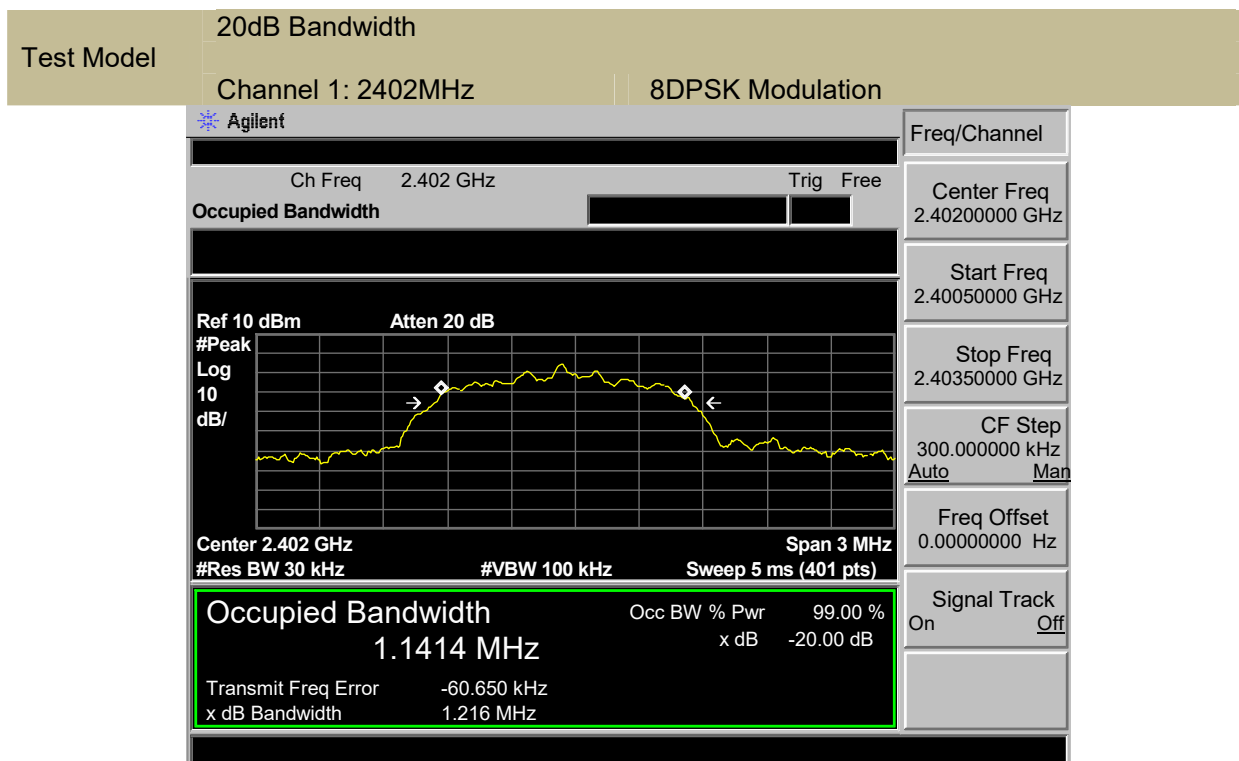 Test Model
20dB Bandwidth
Channel 1: 2402MHz 8DPSK Modulation
Agilent
Freq/Channel
Ch Freq 2.402 GHz Trig Free
Occupied Bandwidth
Center Freq
2.40200000 GHz
Start Freq
2.40050000 GHz
Ref 10 dBm Atten 20 dB
#Peak
Log
10
dB/
Stop Freq
2.40350000 GHz
CF Step
300.000000 kHz
Auto Man
Freq Offset
0.00000000 Hz
Center 2.402 GHz Span 3 MHz
#Res BW 30 kHz #VBW 100 kHz Sweep 5 ms (401 pts)
Signal Track
On Off
Occupied Bandwidth Occ BW % Pwr 99.00 %
1.1414 MHz x dB -20.00 dB
Transmit Freq Error -60.650 kHz
x dB Bandwidth 1.216 MHz